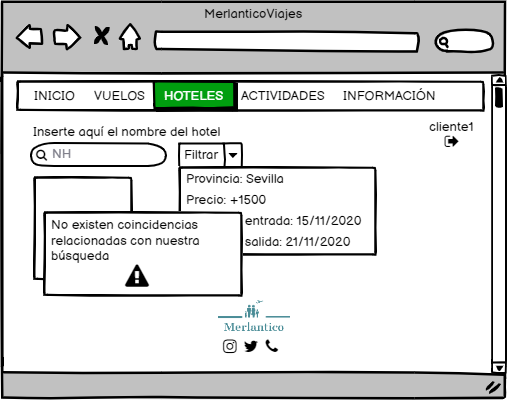 MerlanticoViajes
INICIO VUELOS HOTELES ACTIVIDADES INFORMACIÓN
cliente1
Inserte aquí el nombre del hotel
NH
Filtrar
Provincia: Sevilla
Precio: +1500
entrada: 15/11/2020
salida: 21/11/2020
No existen coincidencias
relacionadas con nuestra
búsqueda
Merlantico